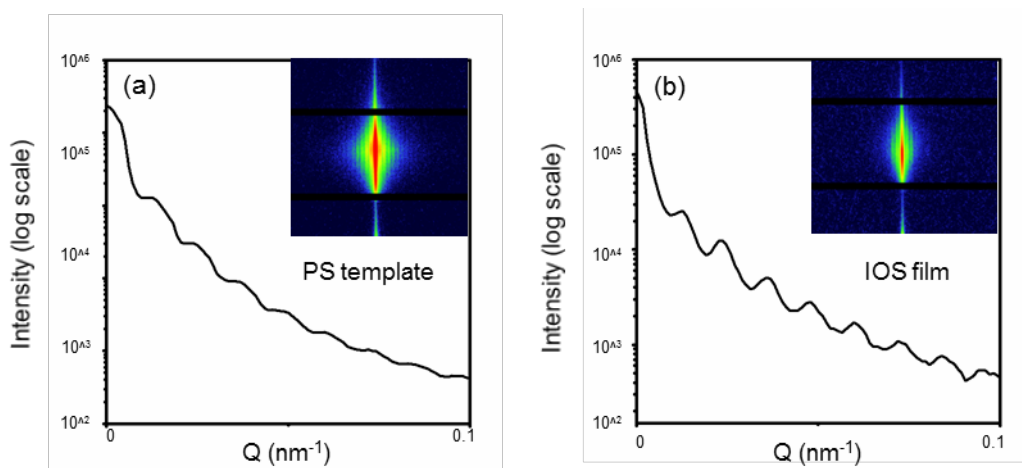 (a)
10^6
10^5
10^4
10^3
10^2
Intensity (log scale)
PS template
0
0.1
Q (nm⁻¹)
(b)
10^6
10^5
10^4
10^3
10^2
Intensity (log scale)
IOS film
0
0.1
Q (nm⁻¹)